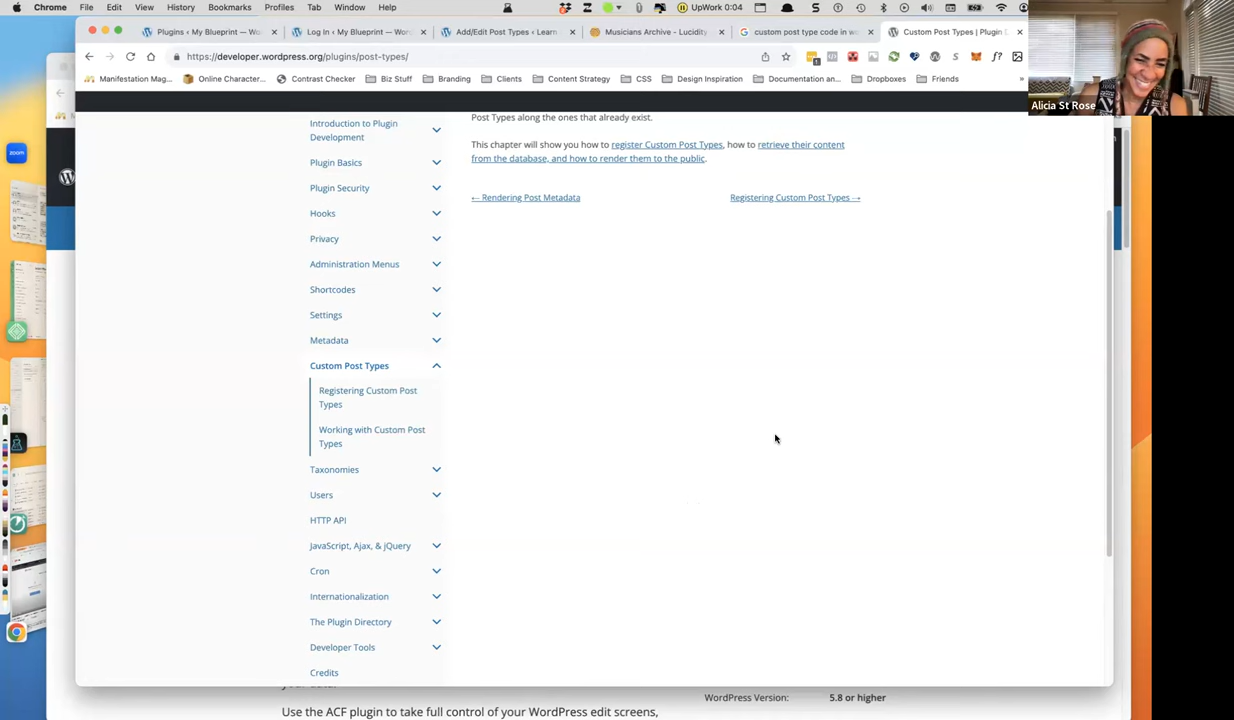 Chrome File Edit View History Bookmarks Profiles Tab Window Help
UpWork 0:04
Plugins ‹ My Blueprint — Wo
Log In ‹ My Blueprint — Word
Add/Edit Post Types ‹ Learn
Musicians Archive - Lucidity
custom post type code in wo
Custom Post Types | Plugin D
https://developer.wordpress.org/plugins/post-types/
Manifestation Mag...
Online Character...
Contrast Checker
Biz Stuff
Branding
Clients
Content Strategy
CSS
Design Inspiration
Documentation an...
Dropboxes
Friends
»
Alicia St Rose
zoom
Introduction to Plugin
Development
Plugin Basics
Plugin Security
Hooks
Privacy
Administration Menus
Shortcodes
Settings
Metadata
Custom Post Types
Registering Custom Post
Types
Working with Custom Post
Types
Taxonomies
Users
HTTP API
JavaScript, Ajax, & jQuery
Cron
Internationalization
The Plugin Directory
Developer Tools
Credits
Post Types along the ones that already exist.
This chapter will show you how to register Custom Post Types, how to retrieve their content
from the database, and how to render them to the public.
← Rendering Post Metadata
Registering Custom Post Types →
WordPress Version: 5.8 or higher
Use the ACF plugin to take full control of your WordPress edit screens,